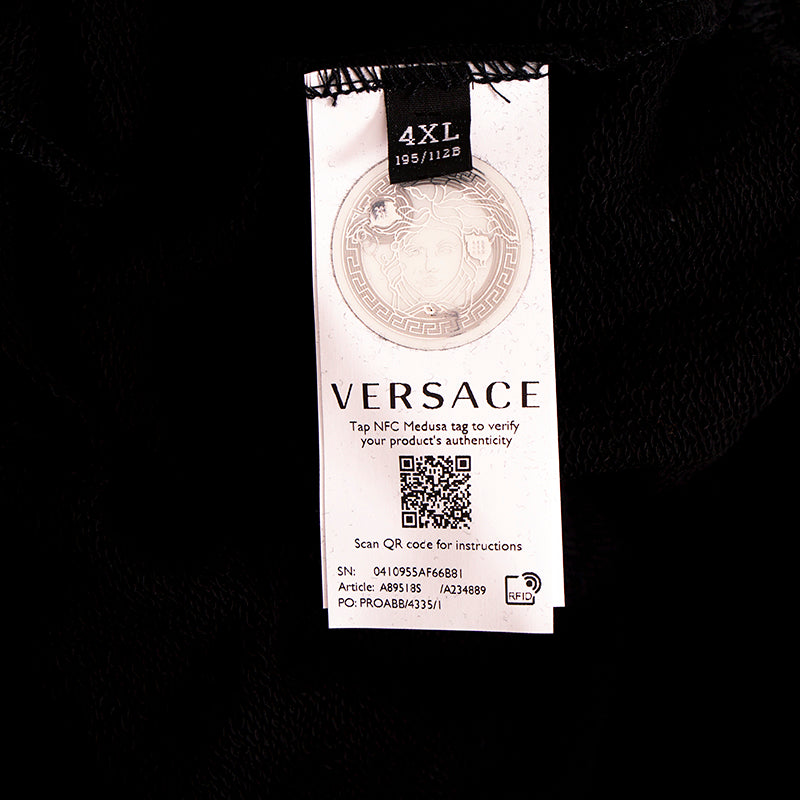 4XL
195/112B
VERSACE
Tap NFC Medusa tag to verify
your product's authenticity
Scan QR code for instructions
SN: 0410955AF66B81
Article: A89518S /A234889
PO: PROABB/4335/1
RFID